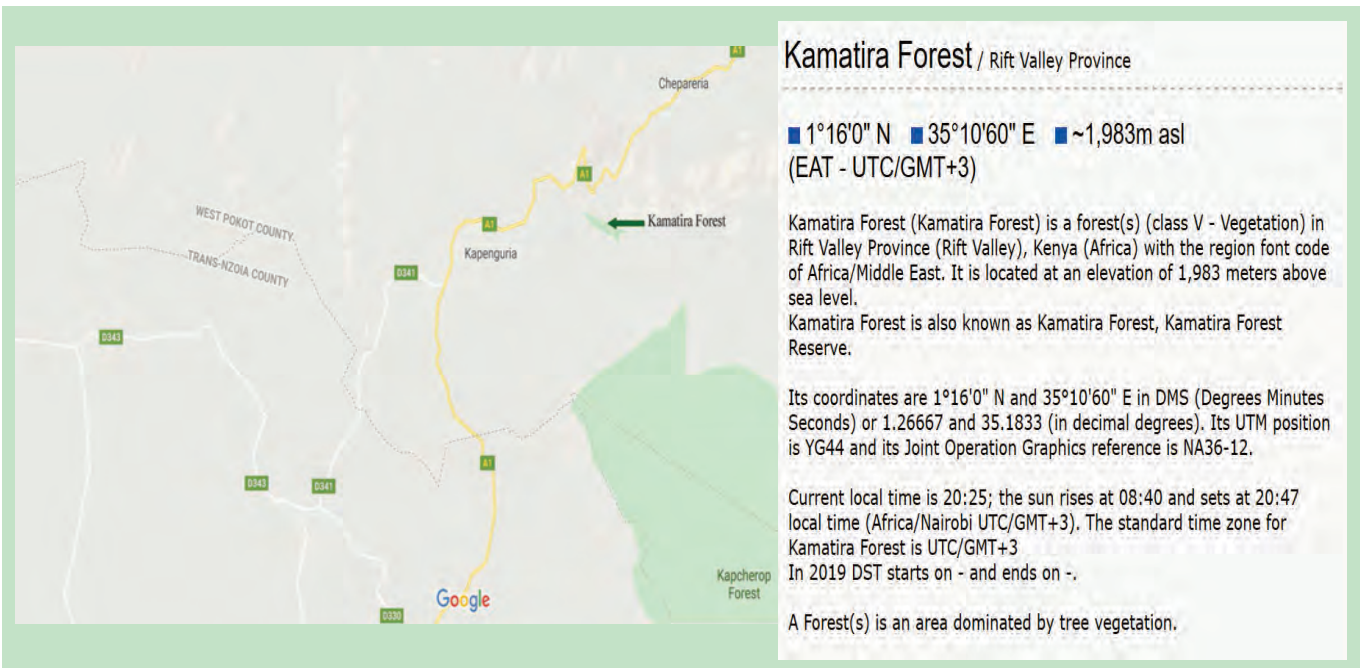 A1
Chepareria
A1
WEST POKOT COUNTY
TRANS-NZOIA COUNTY
A1
Kamatira Forest
Kapenguria
D341
D343
A1
D343
D341
Kapcherop
Forest
Google
D330
Kamatira Forest / Rift Valley Province
1°16'0" N 35°10'60" E ~1,983m asl
(EAT - UTC/GMT+3)
Kamatira Forest (Kamatira Forest) is a forest(s) (class V - Vegetation) in
Rift Valley Province (Rift Valley), Kenya (Africa) with the region font code
of Africa/Middle East. It is located at an elevation of 1,983 meters above
sea level.
Kamatira Forest is also known as Kamatira Forest, Kamatira Forest
Reserve.
Its coordinates are 1°16'0" N and 35°10'60" E in DMS (Degrees Minutes
Seconds) or 1.26667 and 35.1833 (in decimal degrees). Its UTM position
is YG44 and its Joint Operation Graphics reference is NA36-12.
Current local time is 20:25; the sun rises at 08:40 and sets at 20:47
local time (Africa/Nairobi UTC/GMT+3). The standard time zone for
Kamatira Forest is UTC/GMT+3
In 2019 DST starts on - and ends on -.
A Forest(s) is an area dominated by tree vegetation.